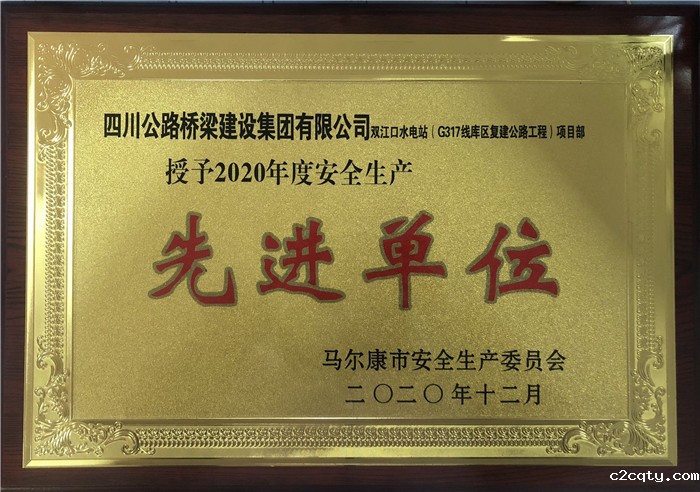 四川公路桥梁建设集团有限公司双江口水电站(G317线库区复建公路工程)项目部
授予2020年度安全生产
先进单位
马尔康市安全生产委员会
二〇二〇年十二月
c2cqty.com